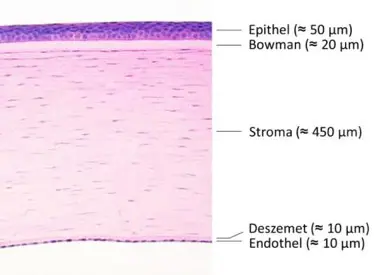 Epithel (≈ 50 μm)
Bowman (≈ 20 μm)
Stroma (≈ 450 μm)
Deszemet (≈ 10 μm)
Endothel (≈ 10 μm)